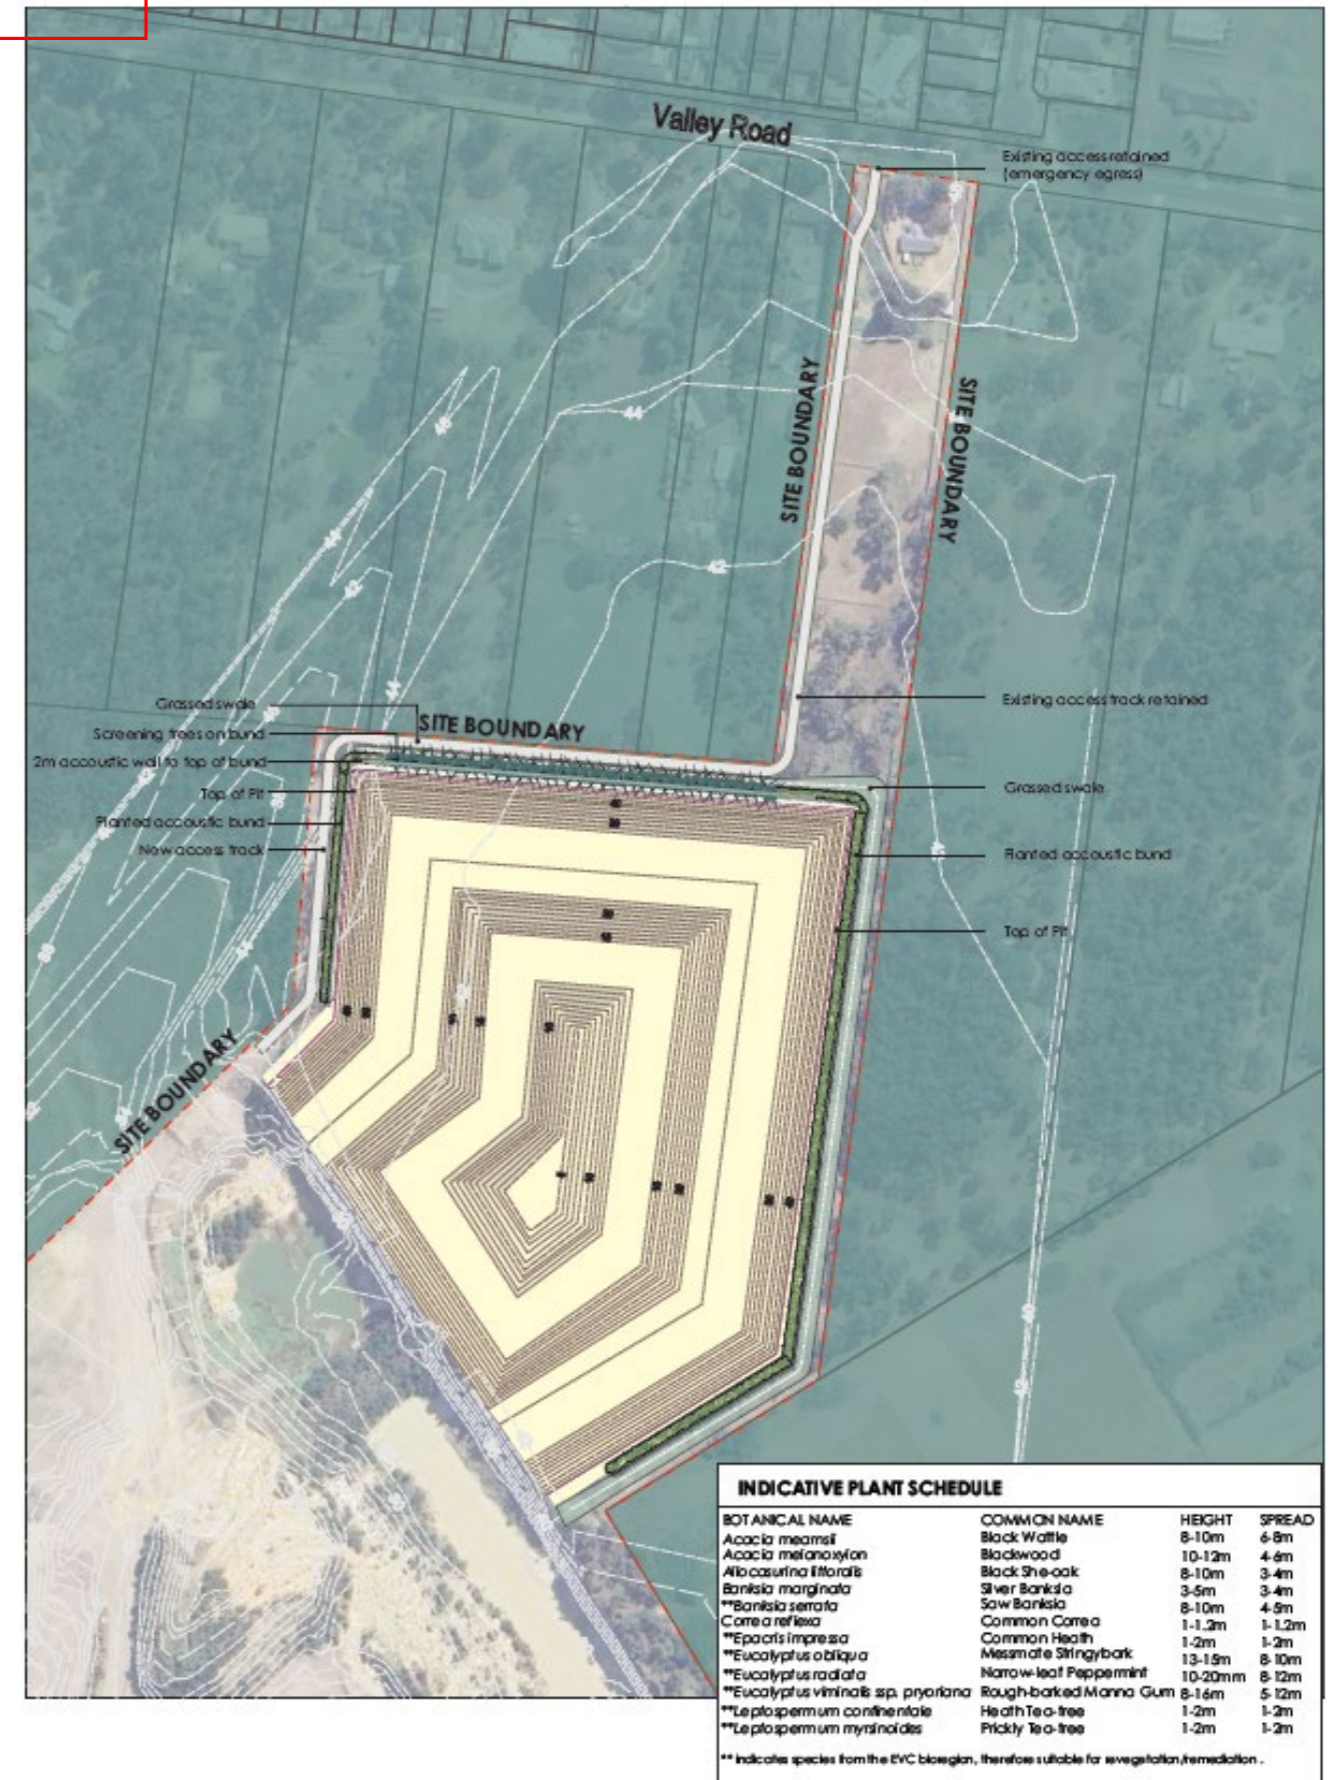 Valley Road
Existing access retained
(emergency egress)
SITE BOUNDARY
SITE BOUNDARY
46
44
42
44
42
44
Existing access track retained
Grassed swale
SITE BOUNDARY
Screening trees on bund
2m accoustic wall to top of bund
Top of Pit
Planted accoustic bund
New access track
Grassed swale
Planted accoustic bund
Top of Pit
SITE BOUNDARY
40
42
INDICATIVE PLANT SCHEDULE
BOTANICAL NAME COMMON NAME HEIGHT SPREAD
Acacia mearnsii Black Wattle 8-10m 6-8m
Acacia melanoxylon Blackwood 10-12m 4-6m
Allocasurina littoralis Black She-oak 8-10m 3-4m
Banksia marginata Silver Banksia 3-5m 3-4m
**Banksia serrata Saw Banksia 8-10m 4-5m
Correa reflexa Common Correa 1-1.2m 1-1.2m
**Epacris impressa Common Heath 1-2m 1-2m
**Eucalyptus obliqua Messmate Stringybark 13-15m 8-10m
**Eucalyptus radiata Narrow-leaf Peppermint 10-20mm 8-12m
**Eucalyptus viminalis ssp. pryoriana Rough-barked Manna Gum 8-16m 5-12m
**Leptospermum continentale Heath Tea-tree 1-2m 1-2m
**Leptospermum myrsinoides Prickly Tea-tree 1-2m 1-2m
** indicates species from the EVC bioregion, therefore suitable for revegetation/remediation .